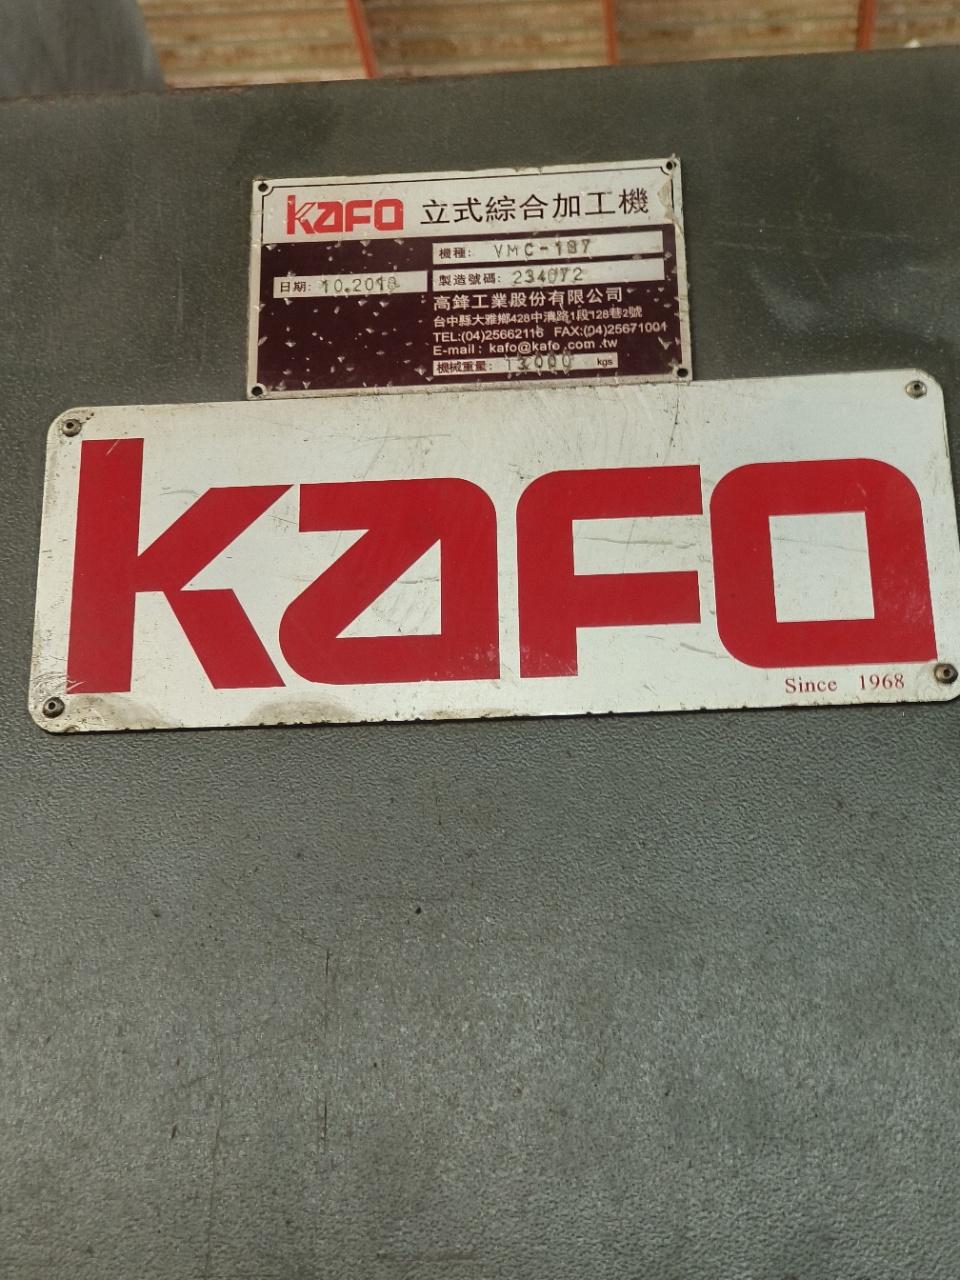 KAFO 立式綜合加工機
機種: VMC-137
日期: 10.2010
製造號碼: 234072
高鋒工業股份有限公司
台中縣大雅鄉428中清路1段128巷2號
TEL:(04)25662116 FAX:(04)25671001
E-mail: kafo@kafo.com.tw
機械重量: 13000 kgs
KAFO
Since 1968